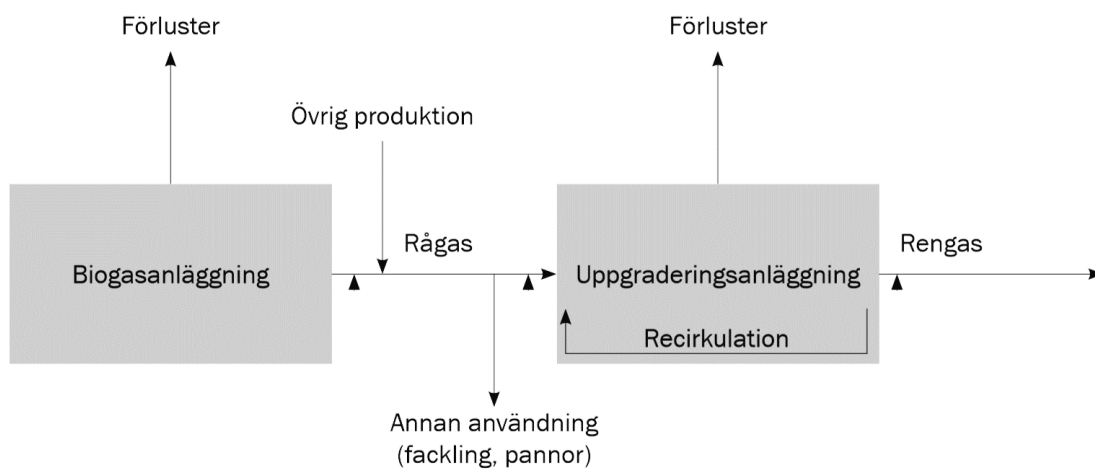 Förluster
Förluster
Övrig produktion
Rågas
Rengas
Biogasanläggning
Uppgraderingsanläggning
Recirkulation
Annan användning
(fackling, pannor)